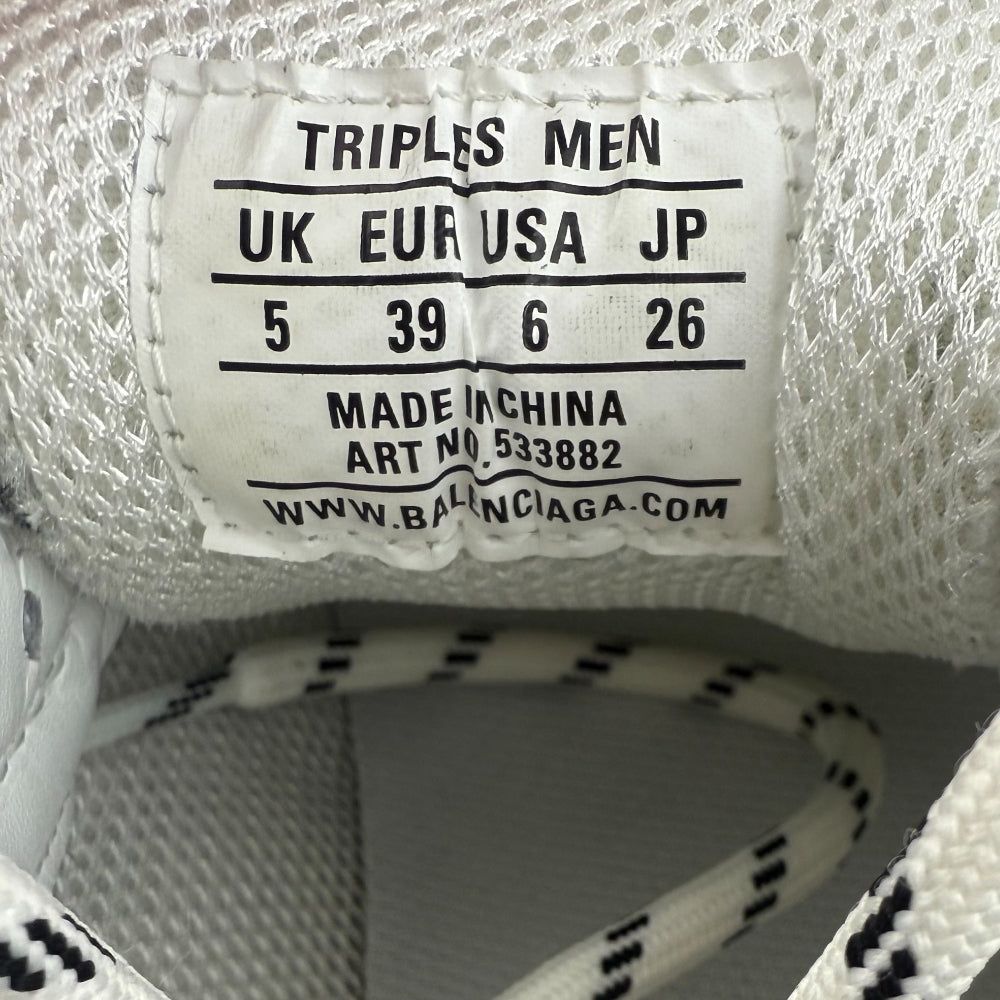 TRIPLES MEN
UK EUR USA JP
5 39 6 26
MADE IN CHINA
ART NO.533882
WWW.BALENCIAGA.COM